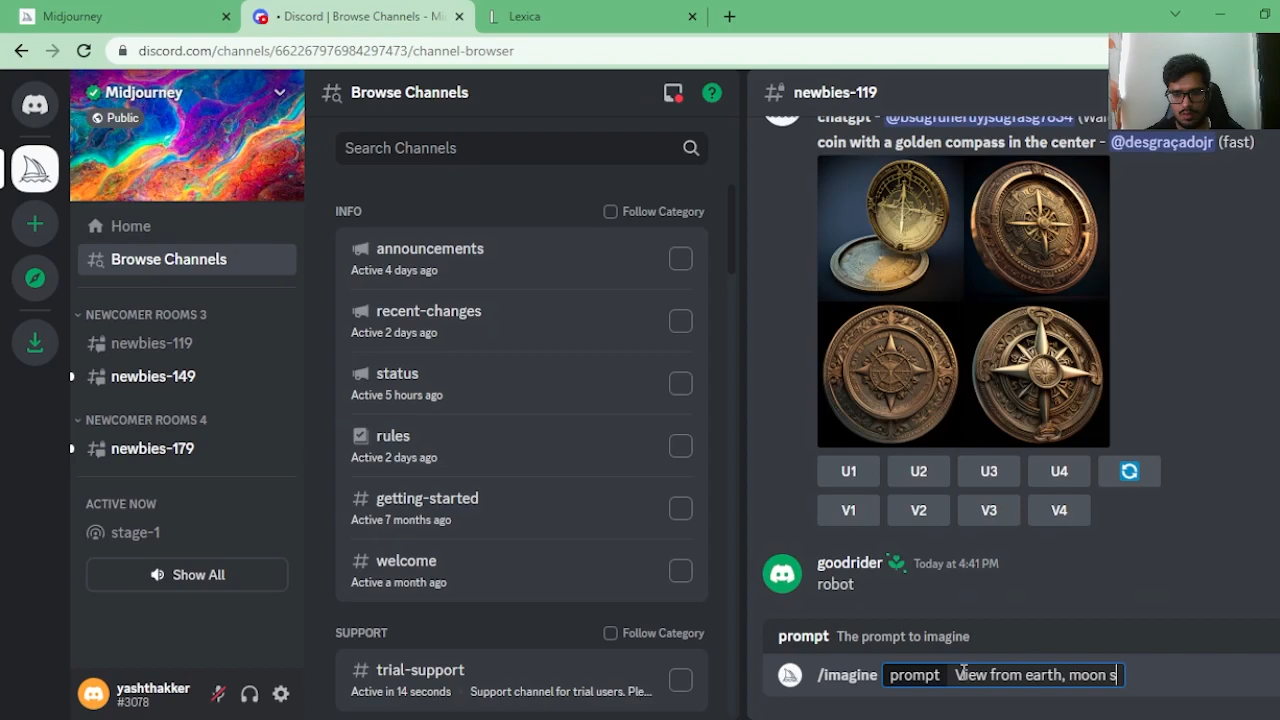 Midjourney
• Discord | Browse Channels - Mi
Lexica
discord.com/channels/662267976984297473/channel-browser
Midjourney
Public
Home
Browse Channels
NEWCOMER ROOMS 3
newbies-119
newbies-149
NEWCOMER ROOMS 4
newbies-179
ACTIVE NOW
stage-1
Show All
yashthakker
#3078
Browse Channels
Search Channels
INFO
Follow Category
announcements
Active 4 days ago
recent-changes
Active 2 days ago
status
Active 5 hours ago
rules
Active 2 days ago
getting-started
Active 7 months ago
welcome
Active a month ago
SUPPORT
Follow Category
trial-support
Active in 14 seconds · Support channel for trial users. Ple...
newbies-119
chatgpt -
coin with a golden compass in the center - @desgraçadojr (fast)
U1 U2 U3 U4
V1 V2 V3 V4
goodrider Today at 4:41 PM
robot
prompt The prompt to imagine
/imagine prompt View from earth, moon s